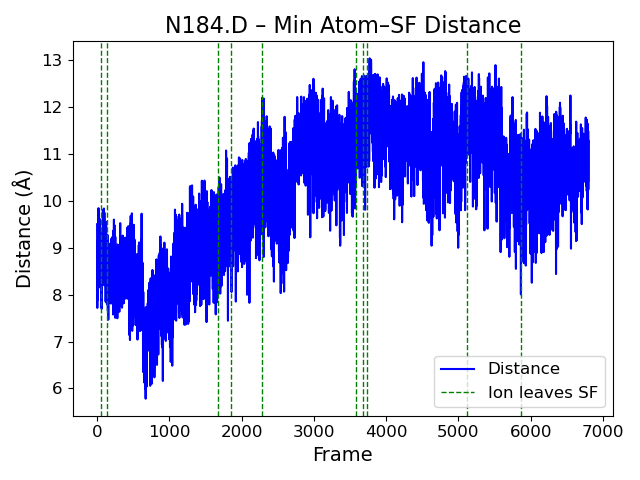 N184.D – Min Atom–SF Distance
Distance (Å)
13
12
11
10
9
8
7
6
Distance
Ion leaves SF
0 1000 2000 3000 4000 5000 6000 7000
Frame